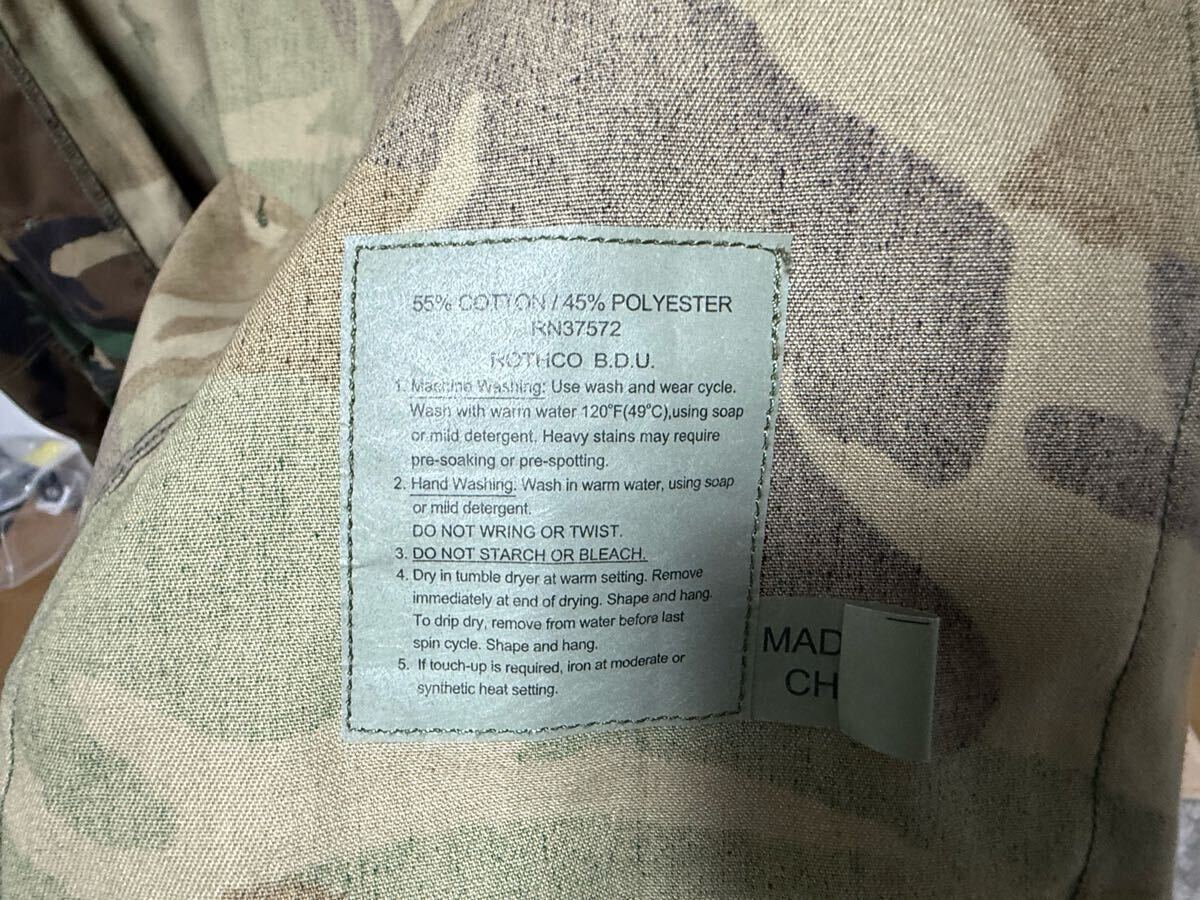 55% COTTON / 45% POLYESTER
RN37572
ROTHCO B.D.U.
1. Machine Washing: Use wash and wear cycle.
Wash with warm water 120°F(49°C),using soap
or mild detergent. Heavy stains may require
pre-soaking or pre-spotting.
2. Hand Washing. Wash in warm water, using soap
or mild detergent.
DO NOT WRING OR TWIST.
3. DO NOT STARCH OR BLEACH.
4. Dry in tumble dryer at warm setting. Remove
immediately at end of drying. Shape and hang.
To drip dry, remove from water before last
spin cycle. Shape and hang.
5. If touch-up is required, iron at moderate or
synthetic heat setting.
MAD
CH